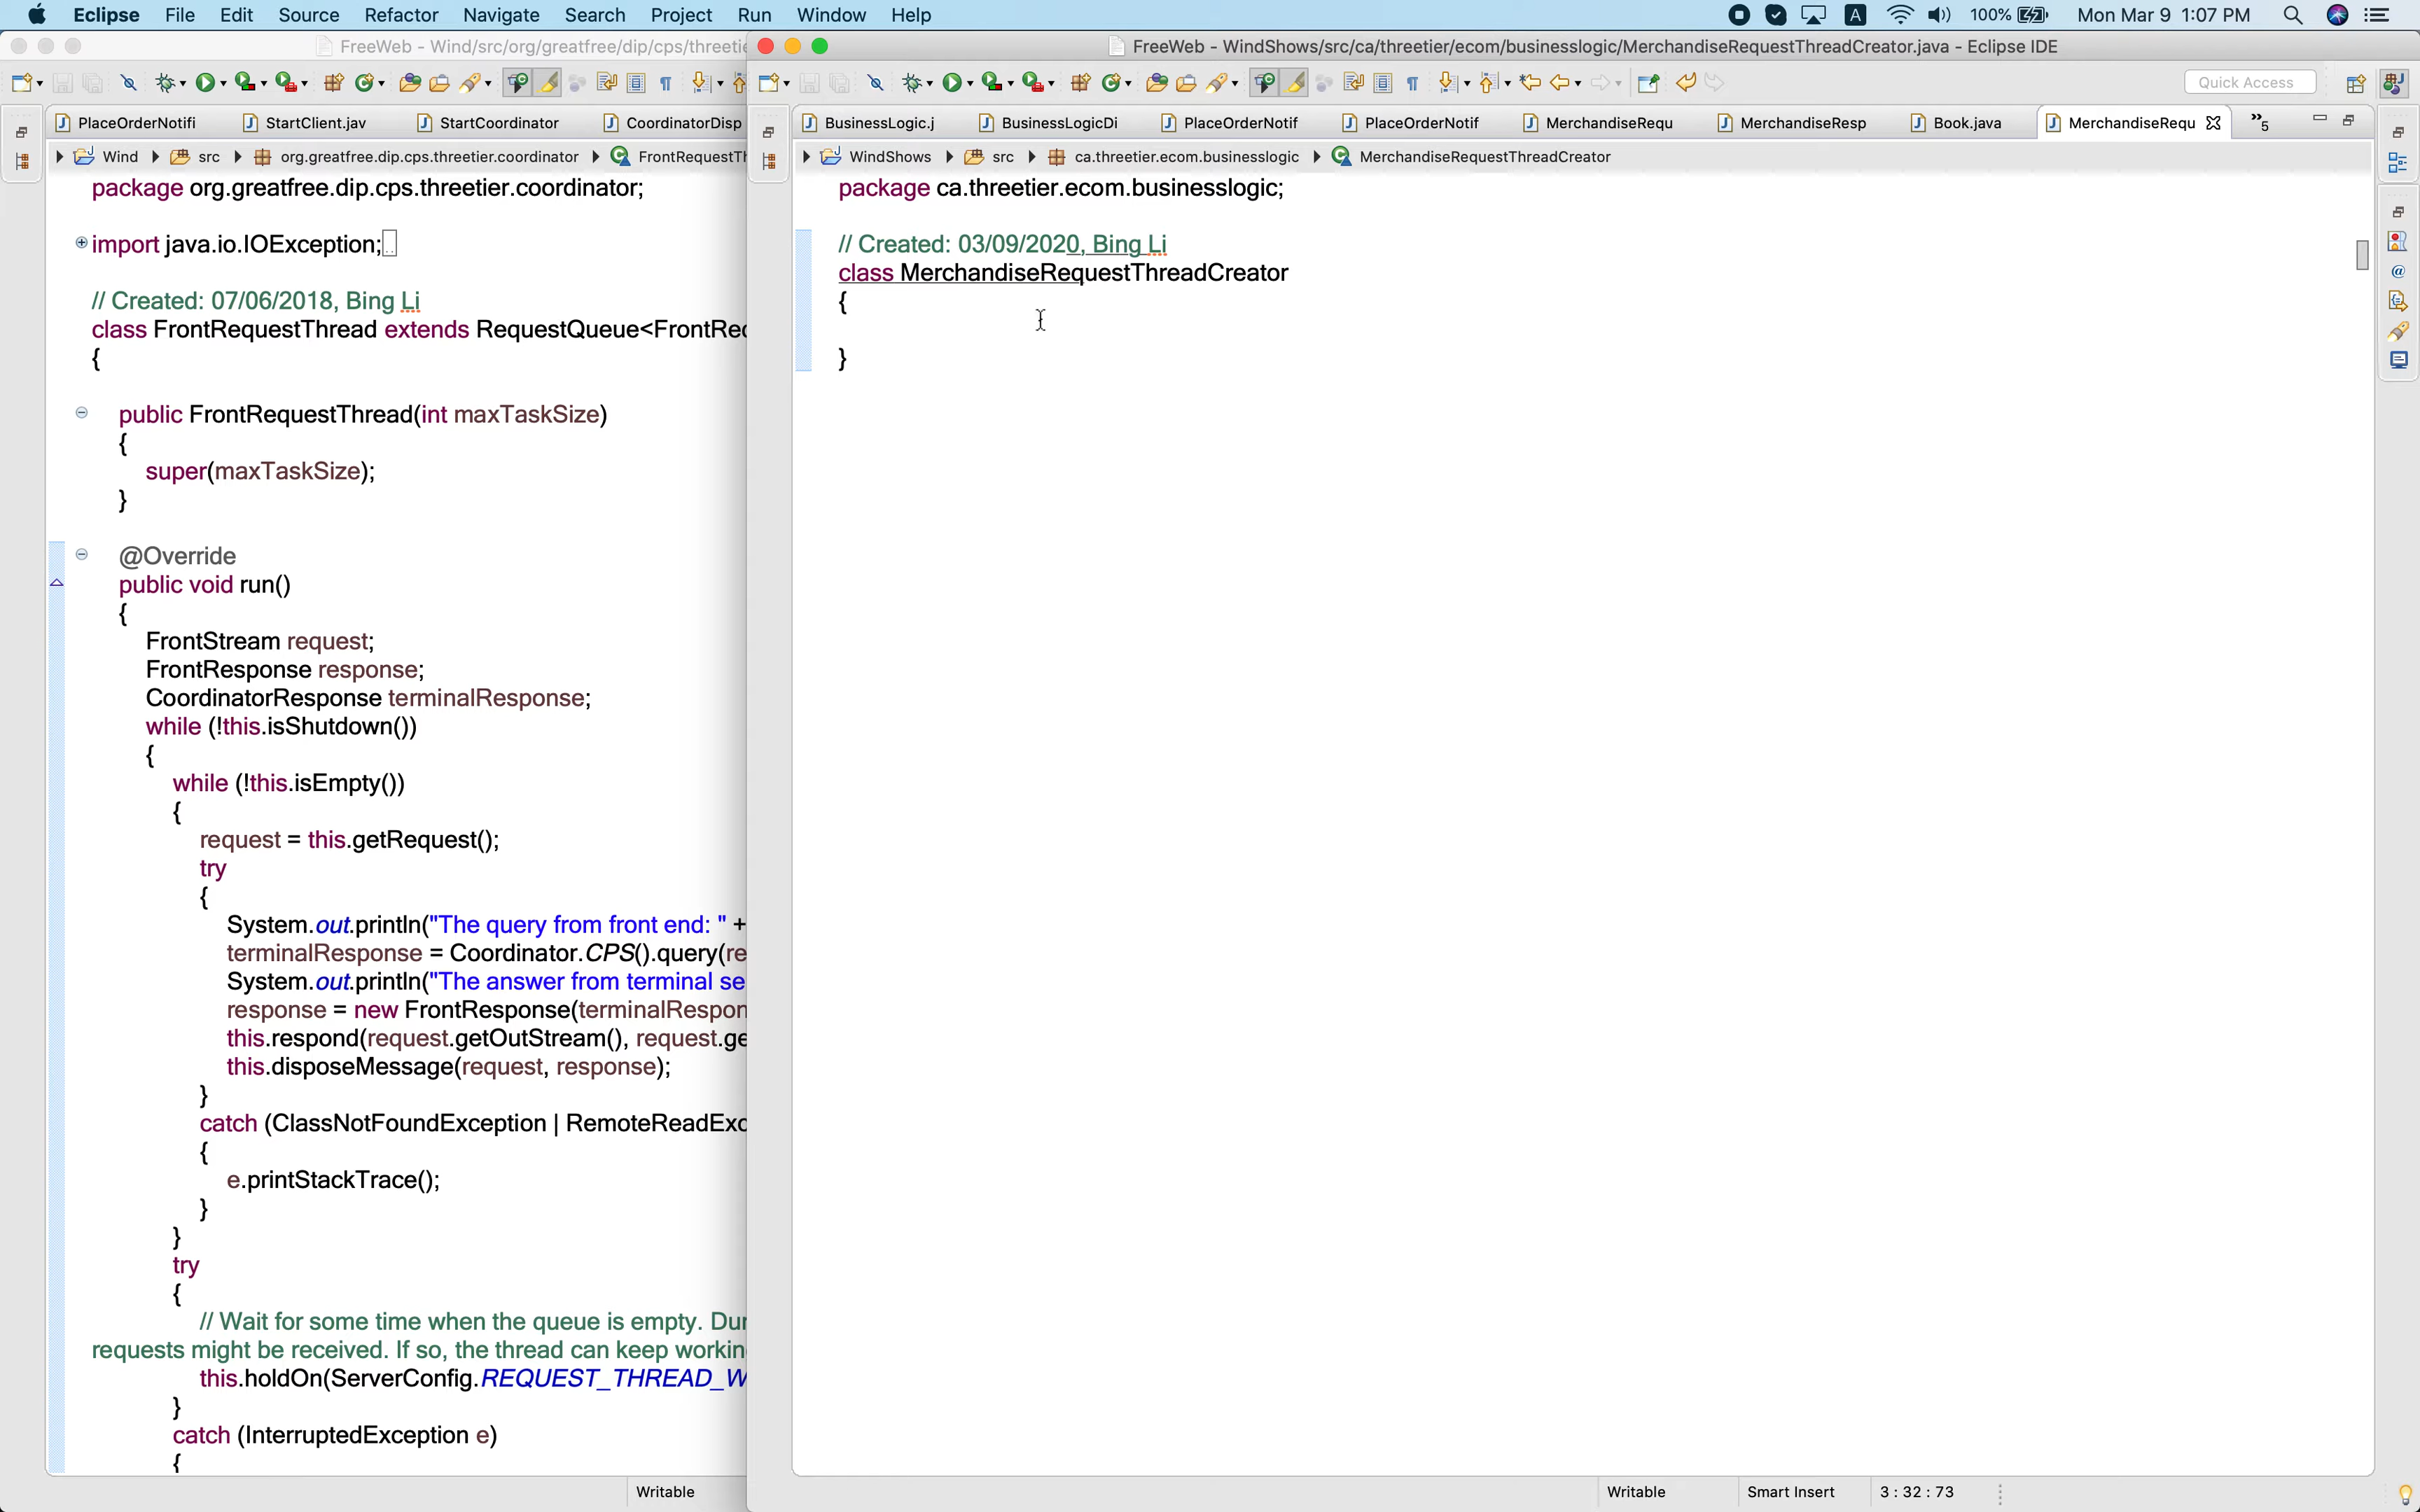 Eclipse File Edit Source Refactor Navigate Search Project Run Window Help
A 100% Mon Mar 9 1:07 PM
FreeWeb - Wind/src/org/greatfree/dip/cps/threetie
PlaceOrderNotifi StartClient.jav StartCoordinator CoordinatorDisp
Wind src org.greatfree.dip.cps.threetier.coordinator FrontRequestTh
package org.greatfree.dip.cps.threetier.coordinator;
import java.io.IOException;
// Created: 07/06/2018, Bing Li
class FrontRequestThread extends RequestQueue<FrontRec
{
public FrontRequestThread(int maxTaskSize)
{
super(maxTaskSize);
}
@Override
public void run()
{
FrontStream request;
FrontResponse response;
CoordinatorResponse terminalResponse;
while (!this.isShutdown())
{
while (!this.isEmpty())
{
request = this.getRequest();
try
{
System.out.println("The query from front end: " +
terminalResponse = Coordinator.CPS().query(re
System.out.println("The answer from terminal se
response = new FrontResponse(terminalRespon
this.respond(request.getOutStream(), request.ge
this.disposeMessage(request, response);
}
catch (ClassNotFoundException | RemoteReadExc
{
e.printStackTrace();
}
}
try
{
// Wait for some time when the queue is empty. Dur
requests might be received. If so, the thread can keep workin
this.holdOn(ServerConfig.REQUEST_THREAD_W
}
catch (InterruptedException e)
{
Writable
FreeWeb - WindShows/src/ca/threetier/ecom/businesslogic/MerchandiseRequestThreadCreator.java - Eclipse IDE
Quick Access
BusinessLogic.j BusinessLogicDi PlaceOrderNotif PlaceOrderNotif MerchandiseRequ MerchandiseResp Book.java MerchandiseRequ »5
WindShows src ca.threetier.ecom.businesslogic MerchandiseRequestThreadCreator
package ca.threetier.ecom.businesslogic;
// Created: 03/09/2020, Bing Li
class MerchandiseRequestThreadCreator
{
}
Writable Smart Insert 3 : 32 : 73